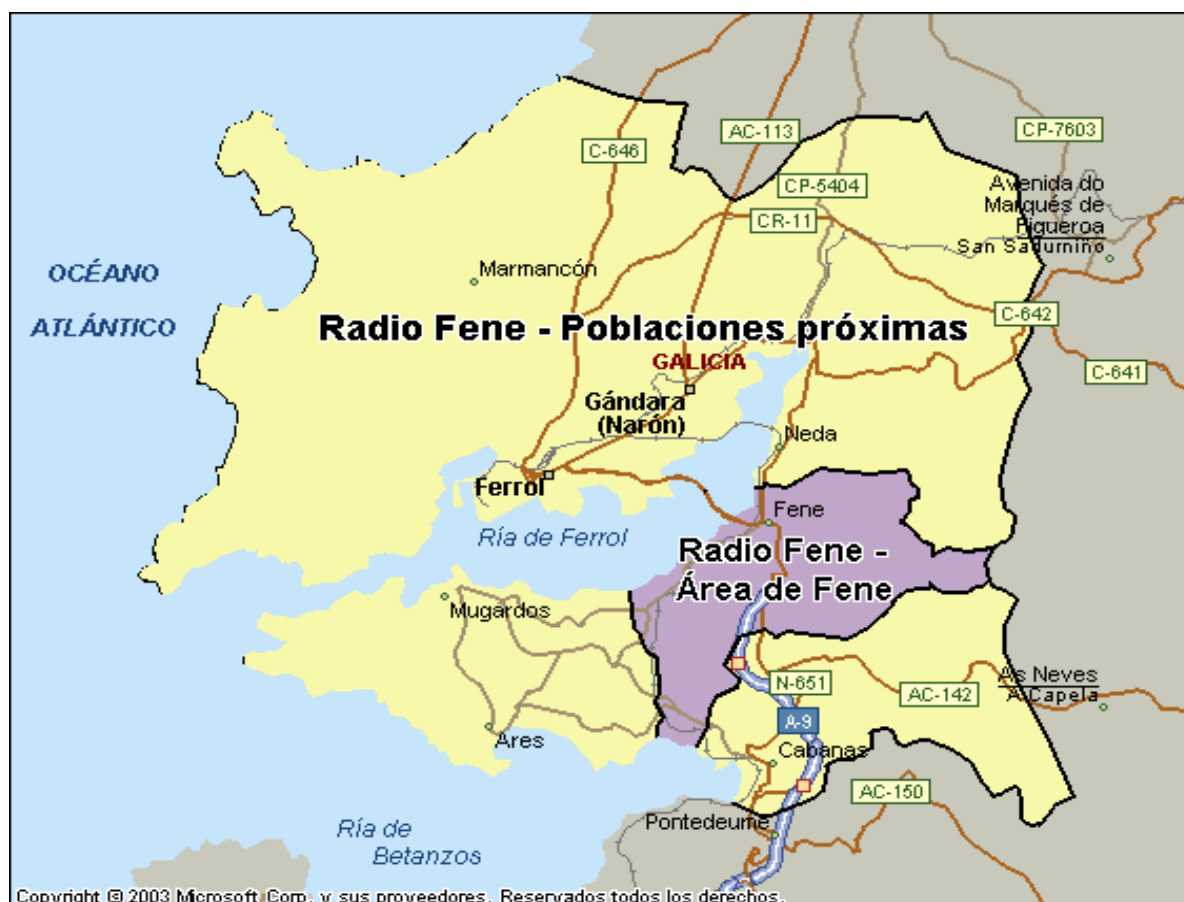 C-646
AC-113
CP-7603
CP-5404
Avenida do
Marqués de
Figueroa
San Sadurniño
CR-11
OCÉANO
ATLÁNTICO
Marmancón
C-642
Radio Fene - Poblaciones próximas
GALICIA
C-641
Gándara
(Narón)
Neda
Ferrol
Fene
Ría de Ferrol
Radio Fene -
Área de Fene
Mugardos
N-651
As Neves
A Capela
AC-142
A-9
Ares
Cabanas
AC-150
Pontedeume
Ría de
Betanzos
Copyright © 2003 Microsoft Corp. y sus proveedores. Reservados todos los derechos.